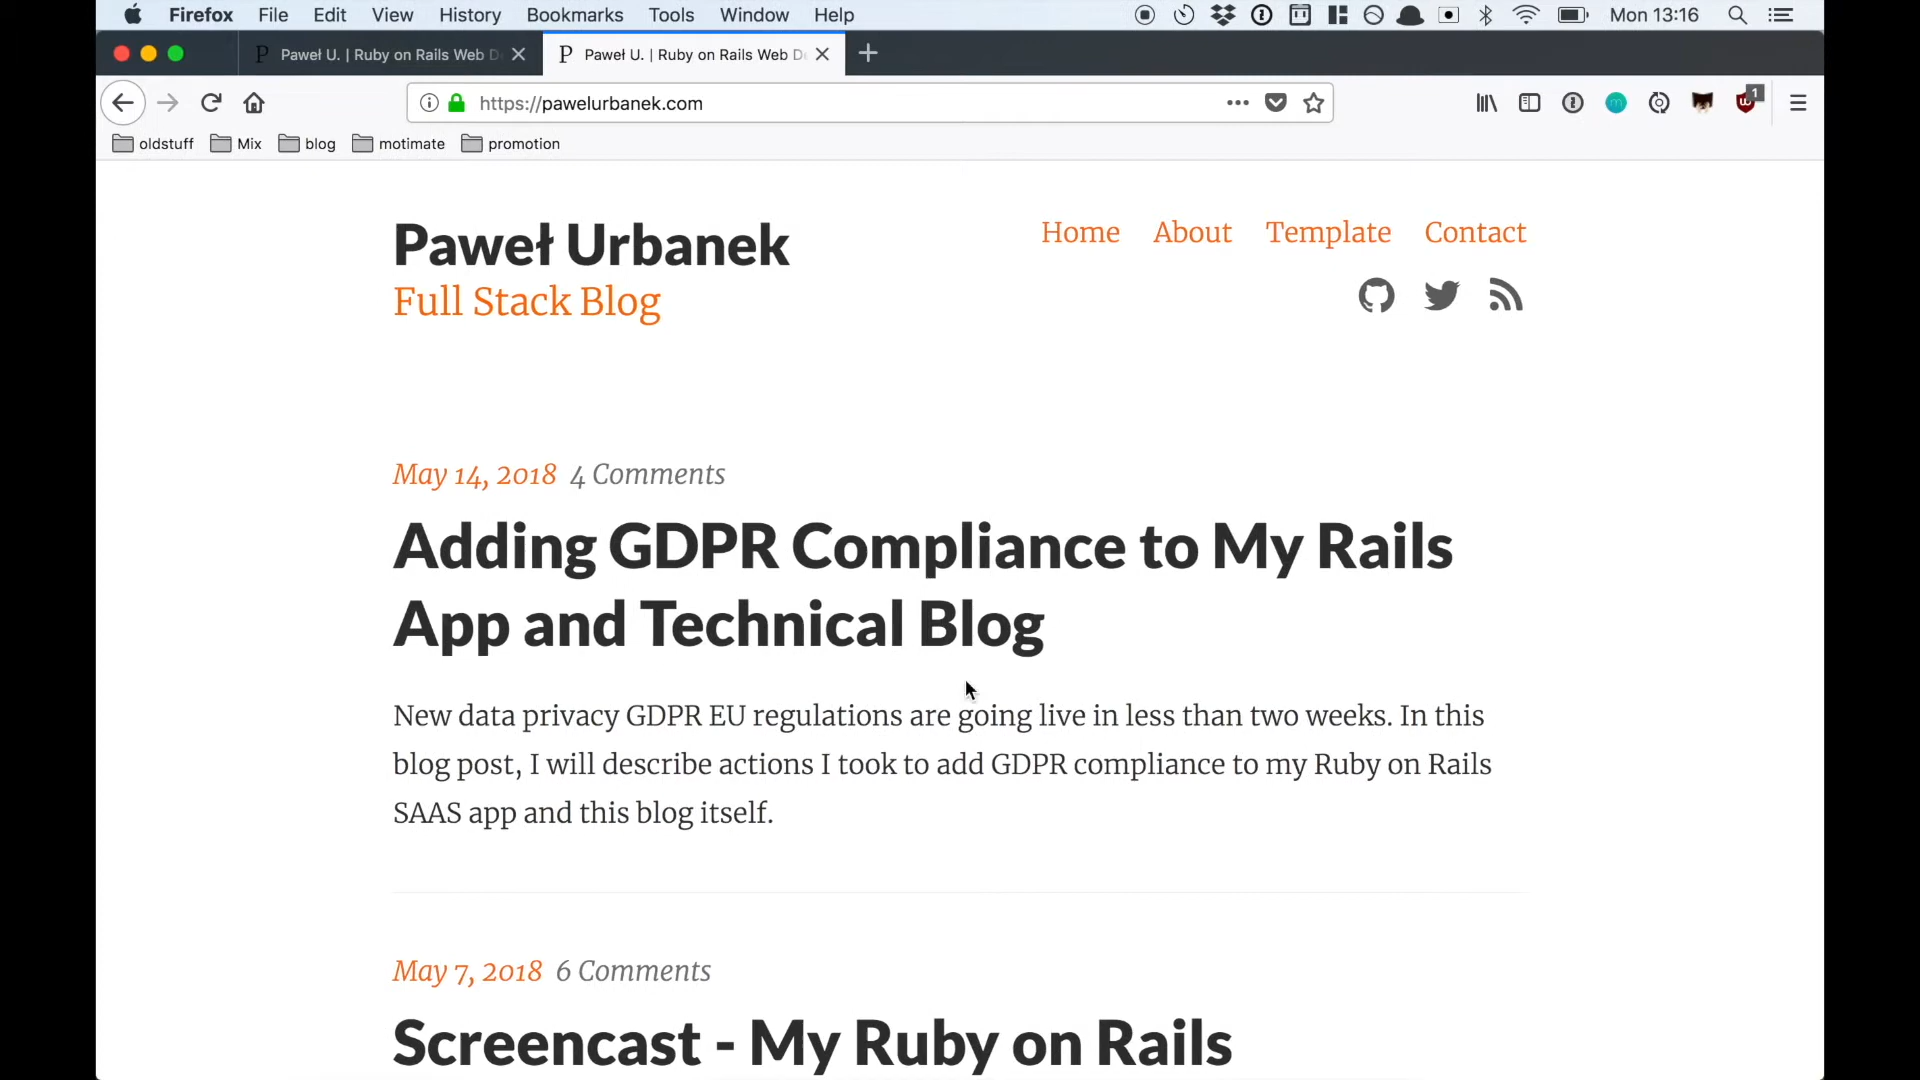 Firefox File Edit View History Bookmarks Tools Window Help Mon 13:16
Paweł U. | Ruby on Rails Web D Paweł U. | Ruby on Rails Web De
https://pawelurbanek.com
1
oldstuff Mix blog motimate promotion
Paweł Urbanek
Full Stack Blog
Home About Template Contact
May 14, 2018 4 Comments
Adding GDPR Compliance to My Rails
App and Technical Blog
New data privacy GDPR EU regulations are going live in less than two weeks. In this
blog post, I will describe actions I took to add GDPR compliance to my Ruby on Rails
SAAS app and this blog itself.
May 7, 2018 6 Comments
Screencast - My Ruby on Rails